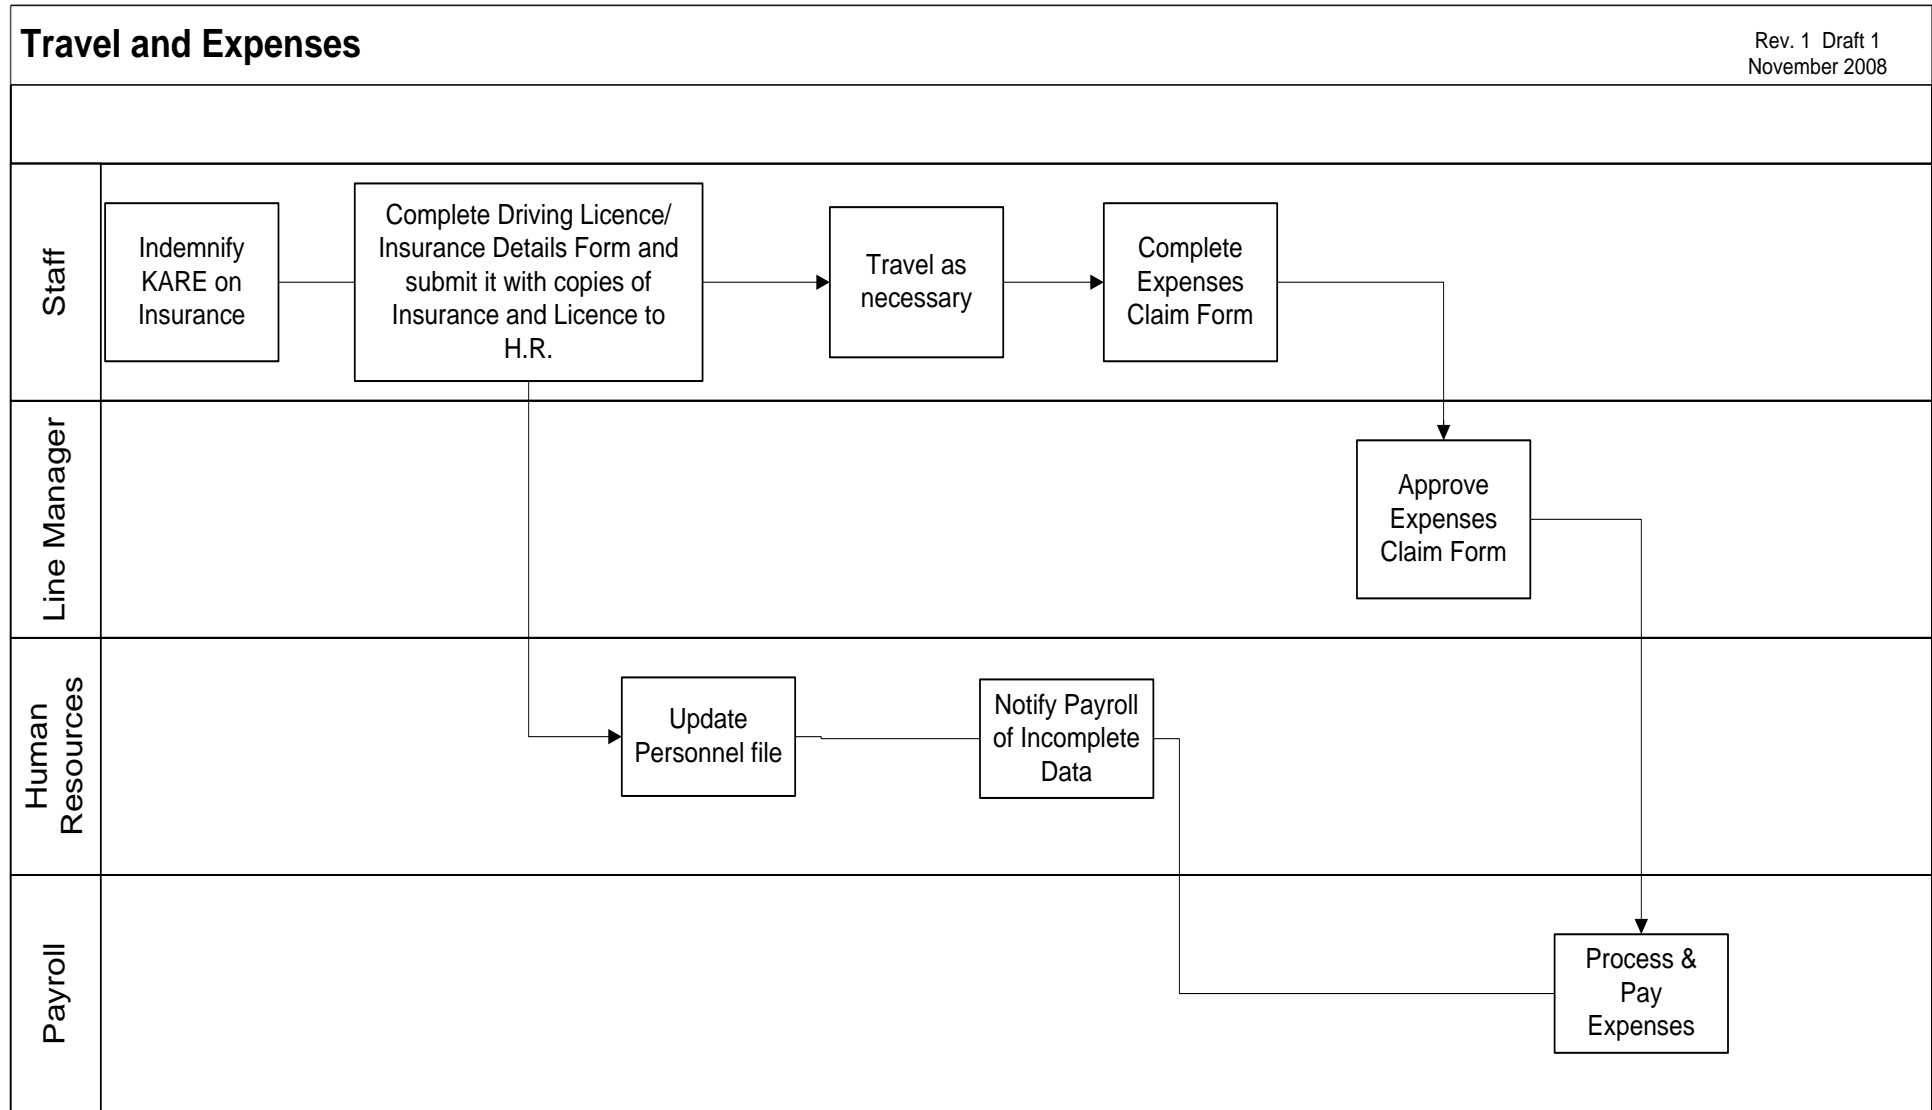 Travel and Expenses
Rev. 1 Draft 1
November 2008
Staff
Indemnify
KARE on
Insurance
Complete Driving Licence/
Insurance Details Form and
submit it with copies of
Insurance and Licence to
H.R.
Travel as
necessary
Complete
Expenses
Claim Form
Line Manager
Approve
Expenses
Claim Form
Human
Resources
Update
Personnel file
Notify Payroll
of Incomplete
Data
Payroll
Process &
Pay
Expenses